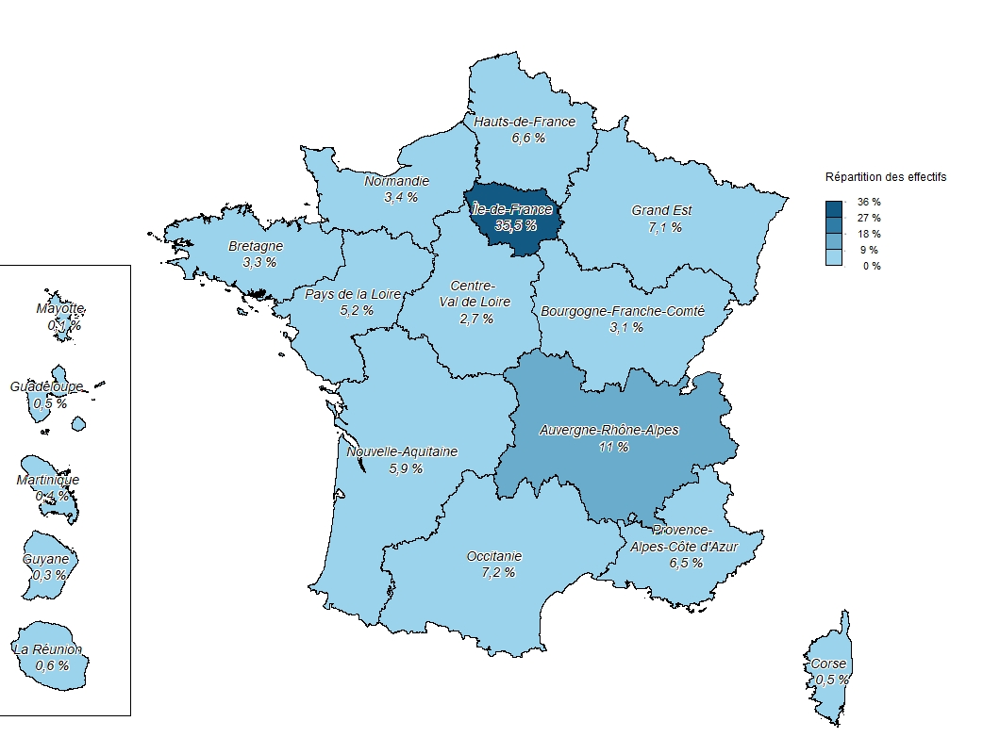 Hauts-de-France
6,6 %
Normandie
3,4 %
Île-de-France
35,5 %
Grand Est
7,1 %
Bretagne
3,3 %
Pays de la Loire
5,2 %
Centre-
Val de Loire
2,7 %
Bourgogne-Franche-Comté
3,1 %
Nouvelle-Aquitaine
5,9 %
Auvergne-Rhône-Alpes
11 %
Occitanie
7,2 %
Provence-
Alpes-Côte d'Azur
6,5 %
Corse
0,5 %
Mayotte
0,1 %
Guadeloupe
0,5 %
Martinique
0,4 %
Guyane
0,3 %
La Réunion
0,6 %
Répartition des effectifs
36 %
27 %
18 %
9 %
0 %